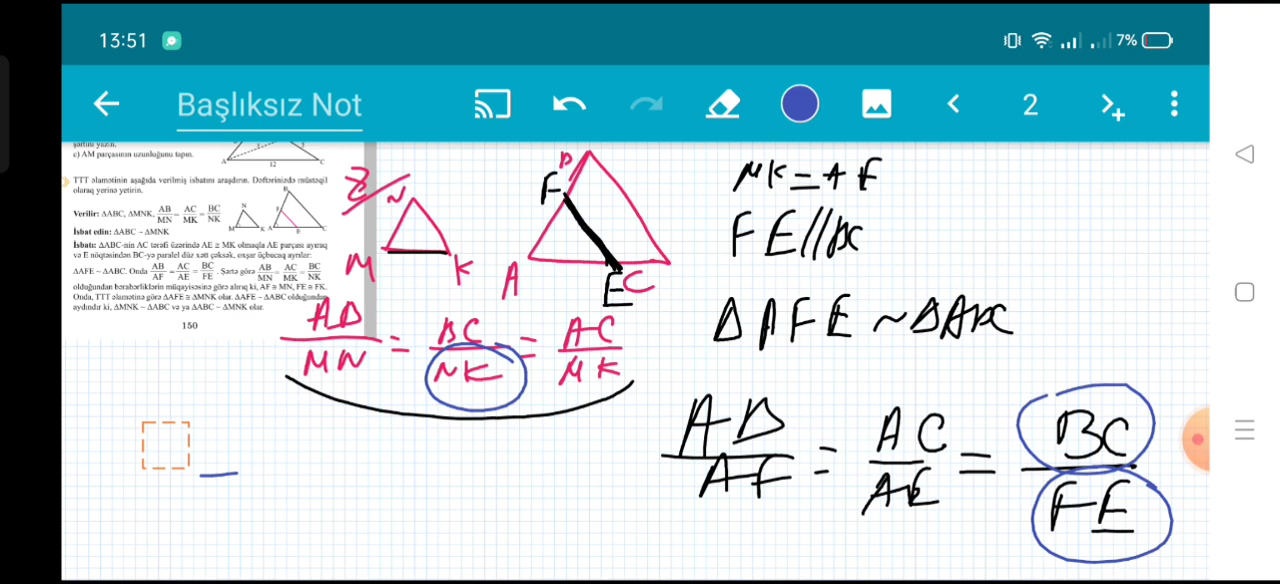 13:51
7%
Başlıksız Not
2
şərtini yazın.
c) AM parçasının uzunluğunu tapın.
A 12 C
TTT əlamətinin aşağıda verilmiş isbatını araşdırın. Dəftərinizdə müstəqil
olaraq yerinə yetirin.
Verilir: ΔABC, ΔMNK, AB/MN = AC/MK = BC/NK
İsbat edin: ΔABC ~ ΔMNK
İsbatı: ΔABC-nin AC tərəfi üzərində AE ≅ MK olmaqla AE parçası ayıraq
və E nöqtəsindən BC-yə paralel düz xətt çəksək, oxşar üçbucaq ayrılar:
ΔAFE ~ ΔABC. Onda AB/AF = AC/AE = BC/FE. Şərtə görə AB/MN = AC/MK = BC/NK
olduğundan bərabərliklərin müqayisəsinə görə alırıq ki, AF ≅ MN, FE ≅ FK.
Onda, TTT əlamətinə görə ΔAFE ≅ ΔMNK olur. ΔAFE ~ ΔABC olduğundan
aydındır ki, ΔMNK ~ ΔABC və ya ΔABC ~ ΔMNK olar.
150
N
M
K
B
F
A
E
C
MK = AE
FE // BC
Δ AFE ~ Δ ABC
AB/MN = BC/NK = AC/MK
AB/AF = AC/AE = BC/FE